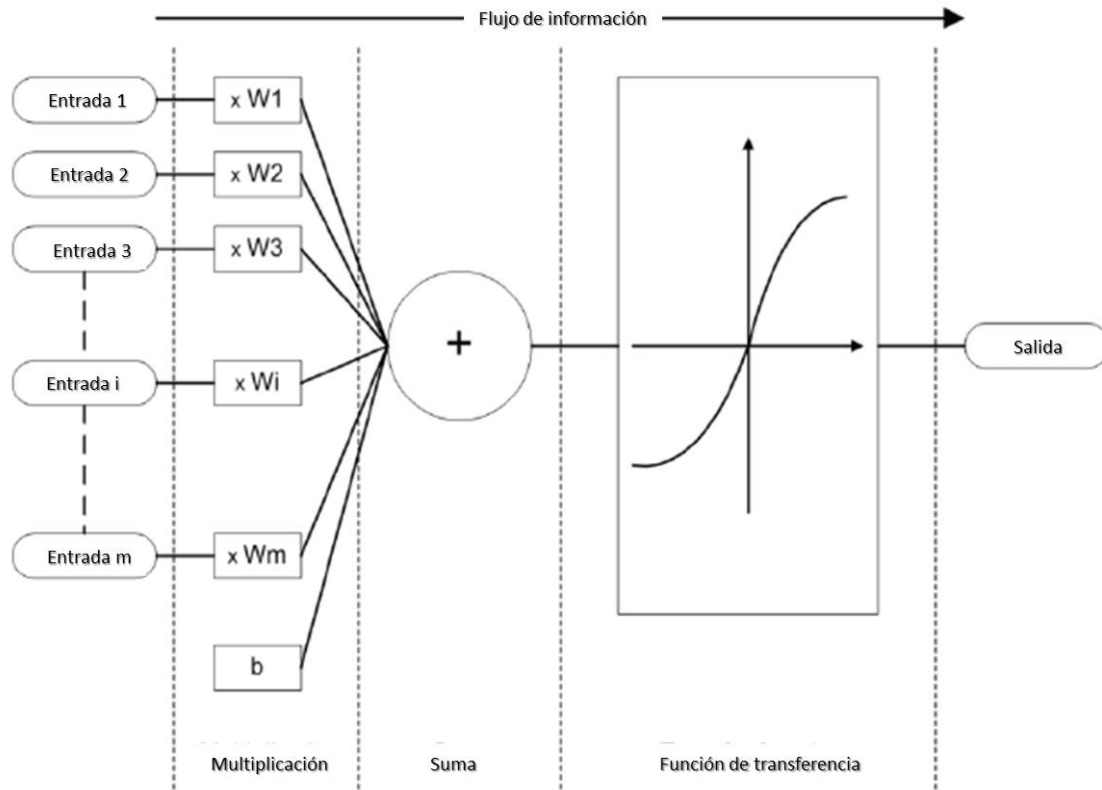 Flujo de información
Entrada 1
x W1
Entrada 2
x W2
Entrada 3
x W3
+
Salida
Entrada i
x Wi
Entrada m
x Wm
b
Multiplicación
Suma
Función de transferencia